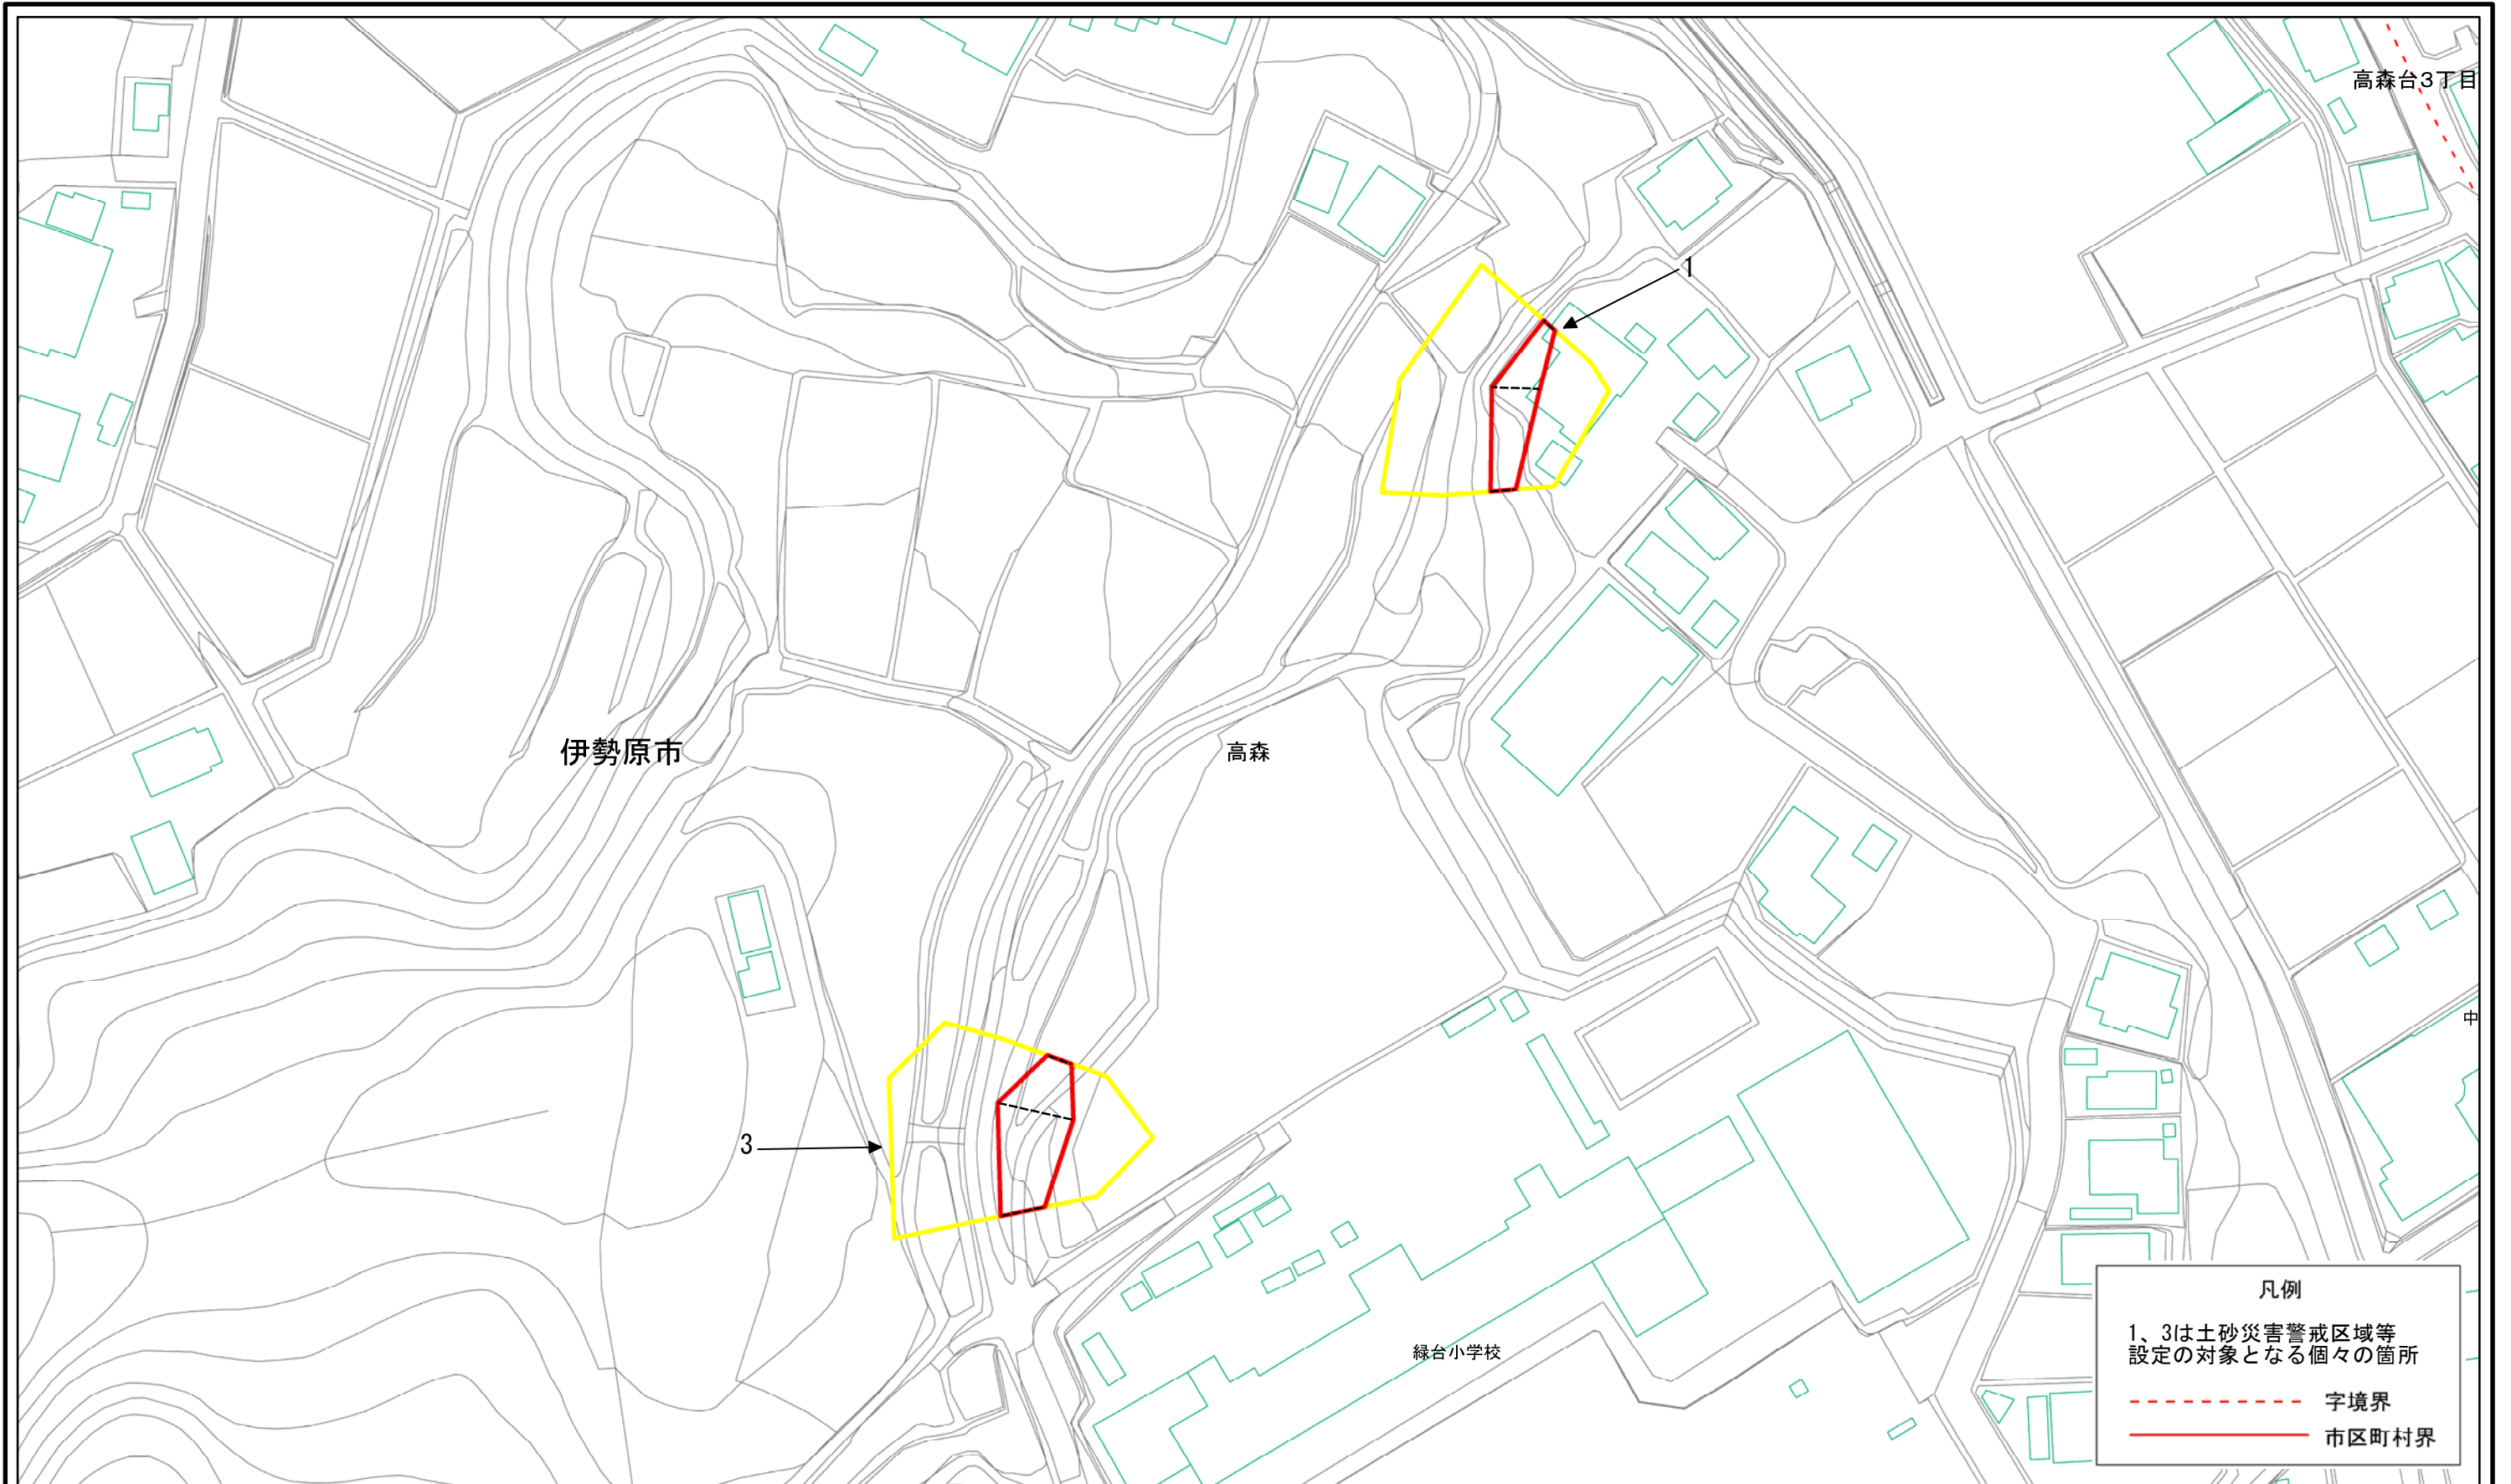 高森台3丁目
1
伊勢原市
高森
中
3
緑台小学校
凡例
1、3は土砂災害警戒区域等
設定の対象となる個々の箇所
字境界
市区町村界